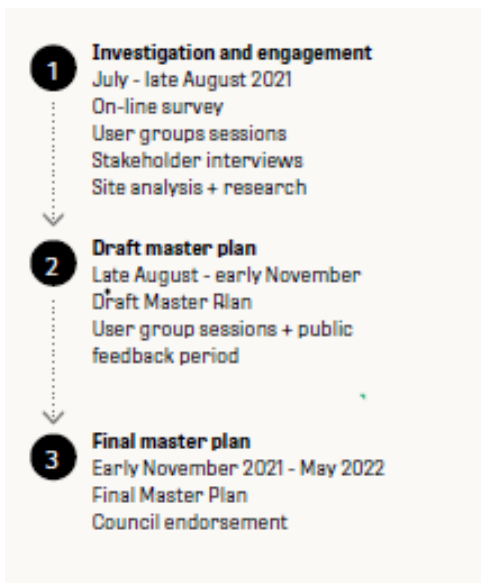 1
Investigation and engagement
July - late August 2021
On-line survey
User groups sessions
Stakeholder interviews
Site analysis + research
2
Draft master plan
Late August - early November
Draft Master Plan
User group sessions + public
feedback period
3
Final master plan
Early November 2021 - May 2022
Final Master Plan
Council endorsement